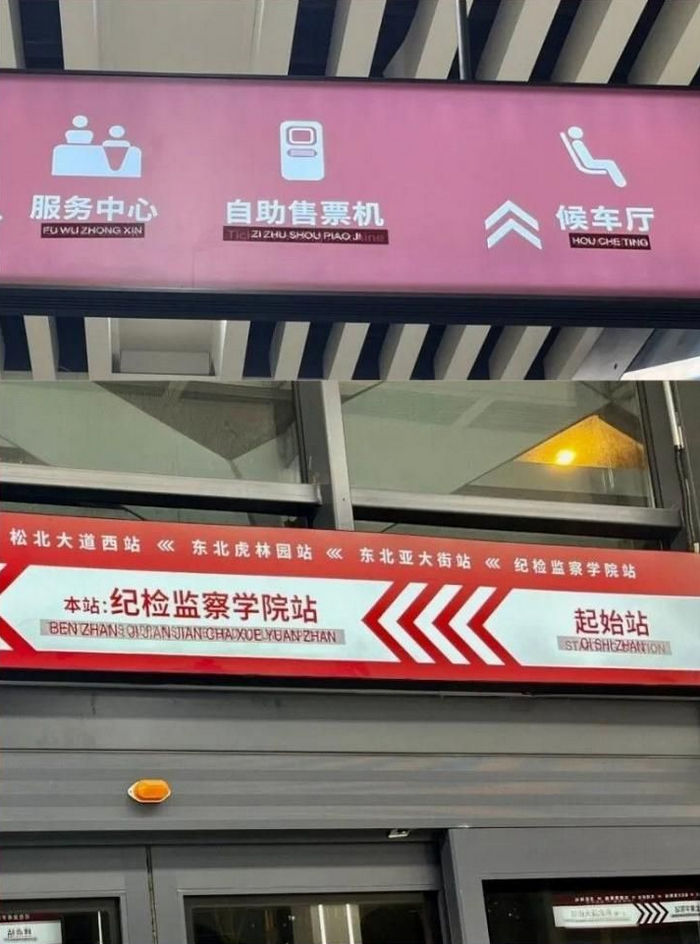 服务中心
FU WU ZHONG XIN
自助售票机
ZI ZHU SHOU PIAO JI
候车厅
HOU CHE TING
松北大道西站 東北虎林园站 東北亚大街站 纪检监察学院站
本站:纪检监察学院站
BEN ZHAN: QI JIAN JIAN CHA XUE YUAN ZHAN
起始站
QI SHI ZHAN